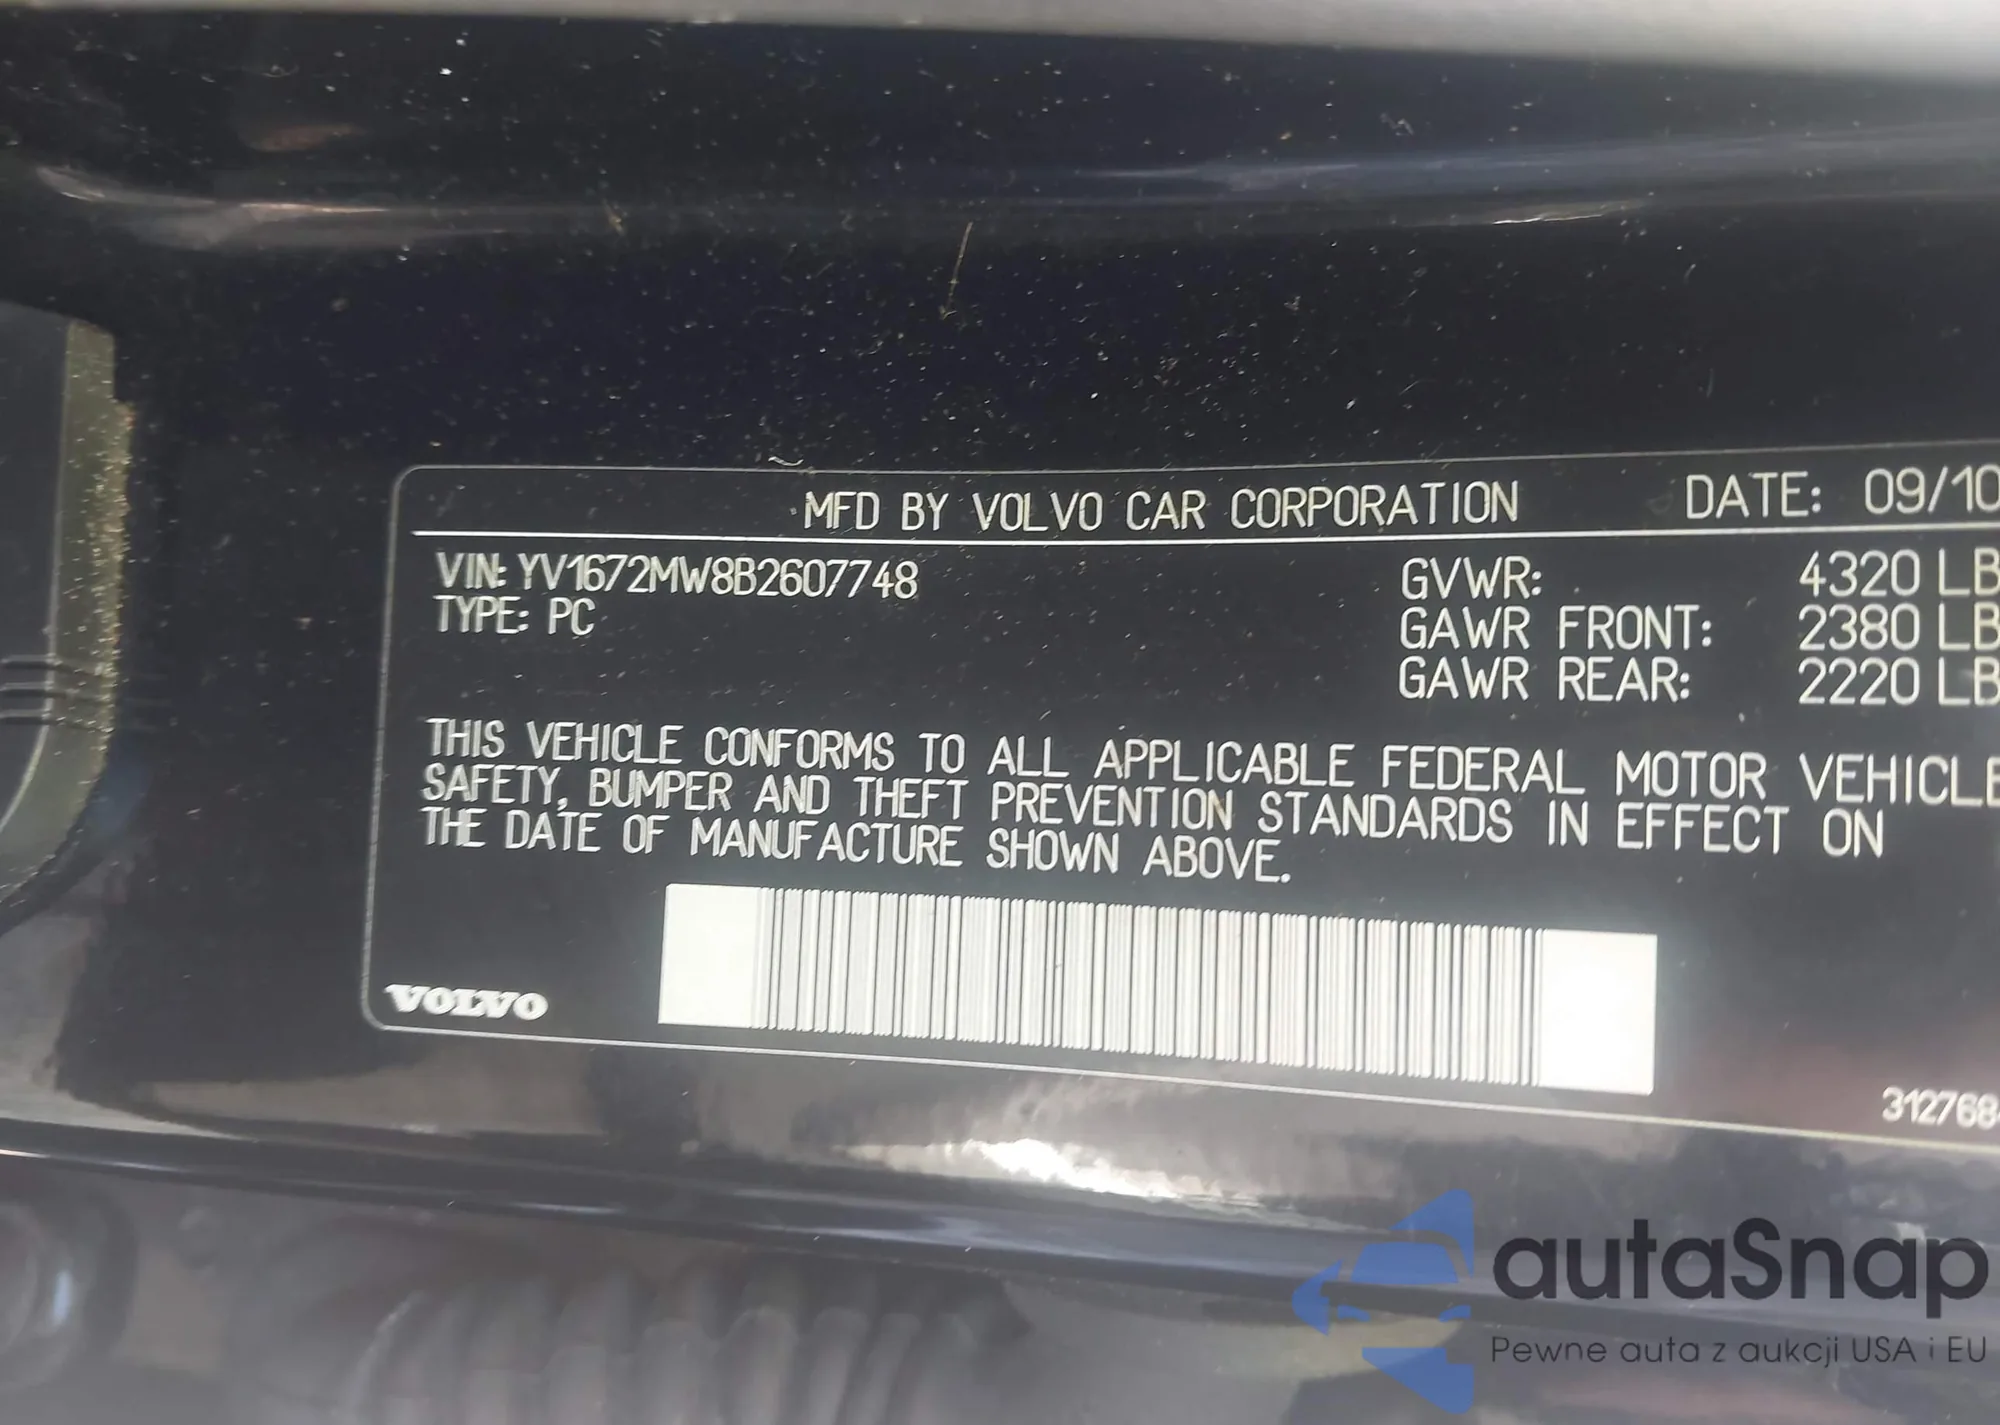 MFD BY VOLVO CAR CORPORATION DATE: 09/10
VIN: YV1672MW8B2607748 GVWR: 4320 LB
TYPE: PC GAWR FRONT: 2380 LB
GAWR REAR: 2220 LB
THIS VEHICLE CONFORMS TO ALL APPLICABLE FEDERAL MOTOR VEHICLE
SAFETY, BUMPER AND THEFT PREVENTION STANDARDS IN EFFECT ON
THE DATE OF MANUFACTURE SHOWN ABOVE.
VOLVO
312768
autaSnap
Pewne auta z aukcji USA i EU